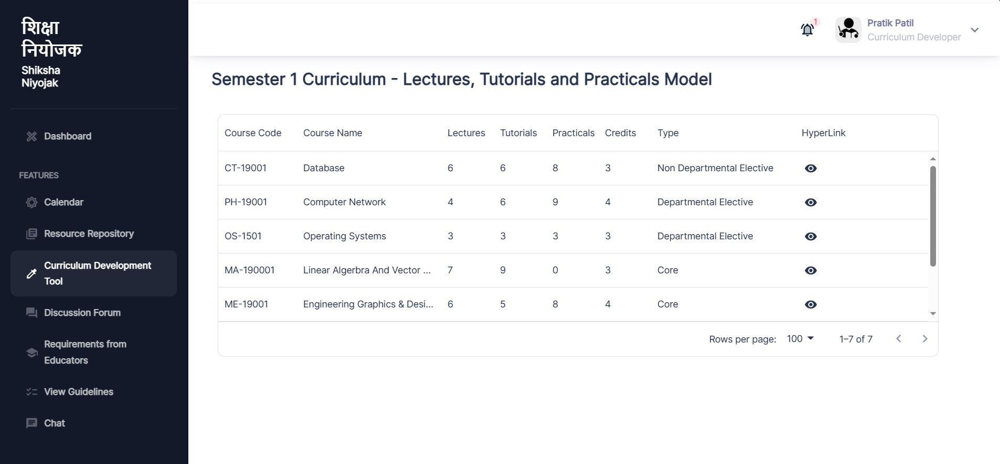 शिक्षा
नियोजक
Shiksha
Niyojak
Dashboard
FEATURES
Calendar
Resource Repository
Curriculum Development
Tool
Discussion Forum
Requirements from
Educators
View Guidelines
Chat
1
Pratik Patil
Curriculum Developer
Semester 1 Curriculum - Lectures, Tutorials and Practicals Model
Course Code Course Name Lectures Tutorials Practicals Credits Type HyperLink
CT-19001 Database 6 6 8 3 Non Departmental Elective
PH-19001 Computer Network 4 6 9 4 Departmental Elective
OS-1501 Operating Systems 3 3 3 3 Departmental Elective
MA-190001 Linear Algerbra And Vector ... 7 9 0 3 Core
ME-19001 Engineering Graphics & Desi... 6 5 8 4 Core
Rows per page: 100 1–7 of 7